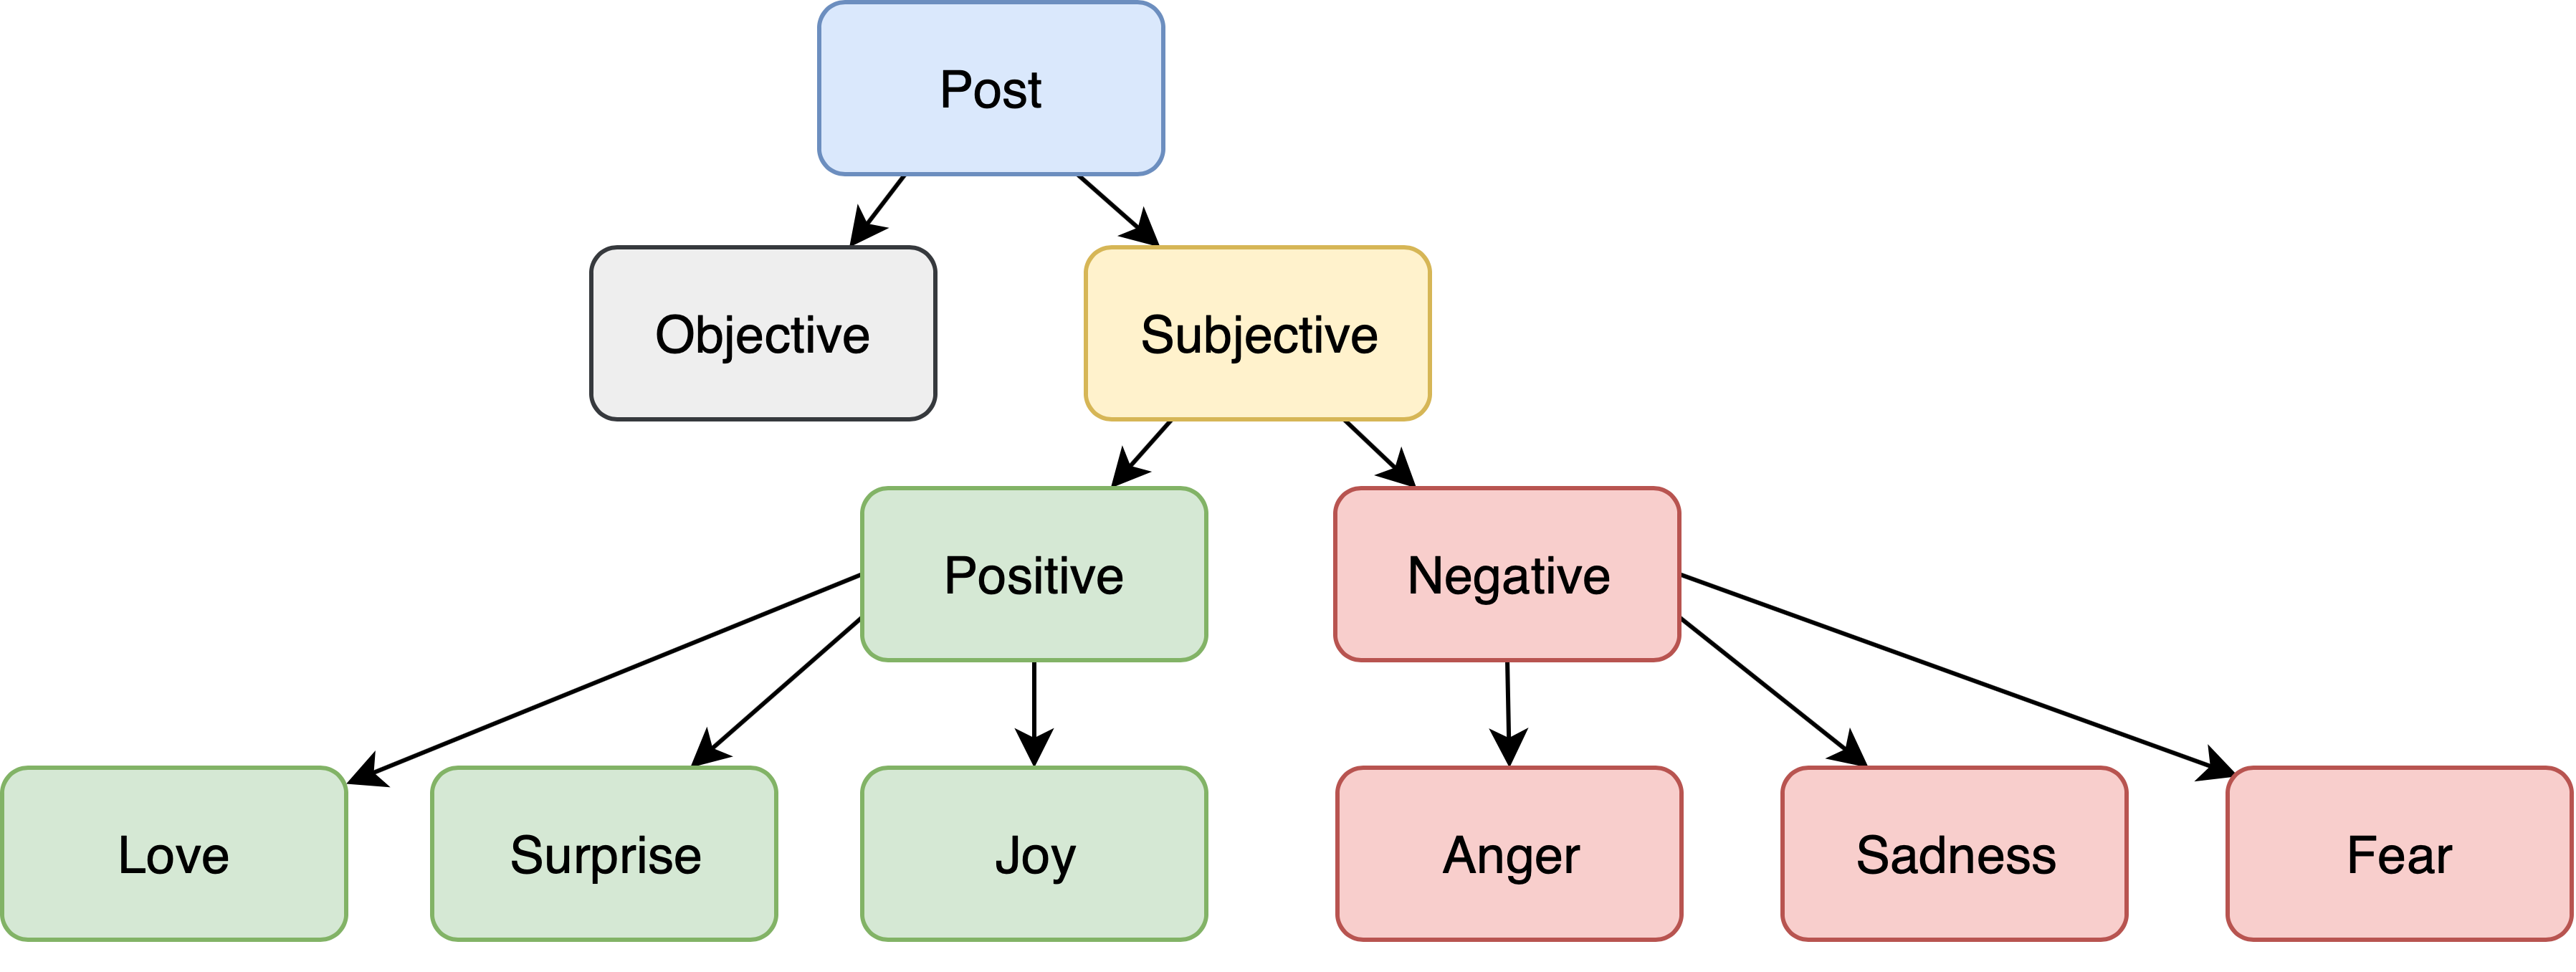 Post
Objective
Subjective
Positive
Negative
Love
Surprise
Joy
Anger
Sadness
Fear